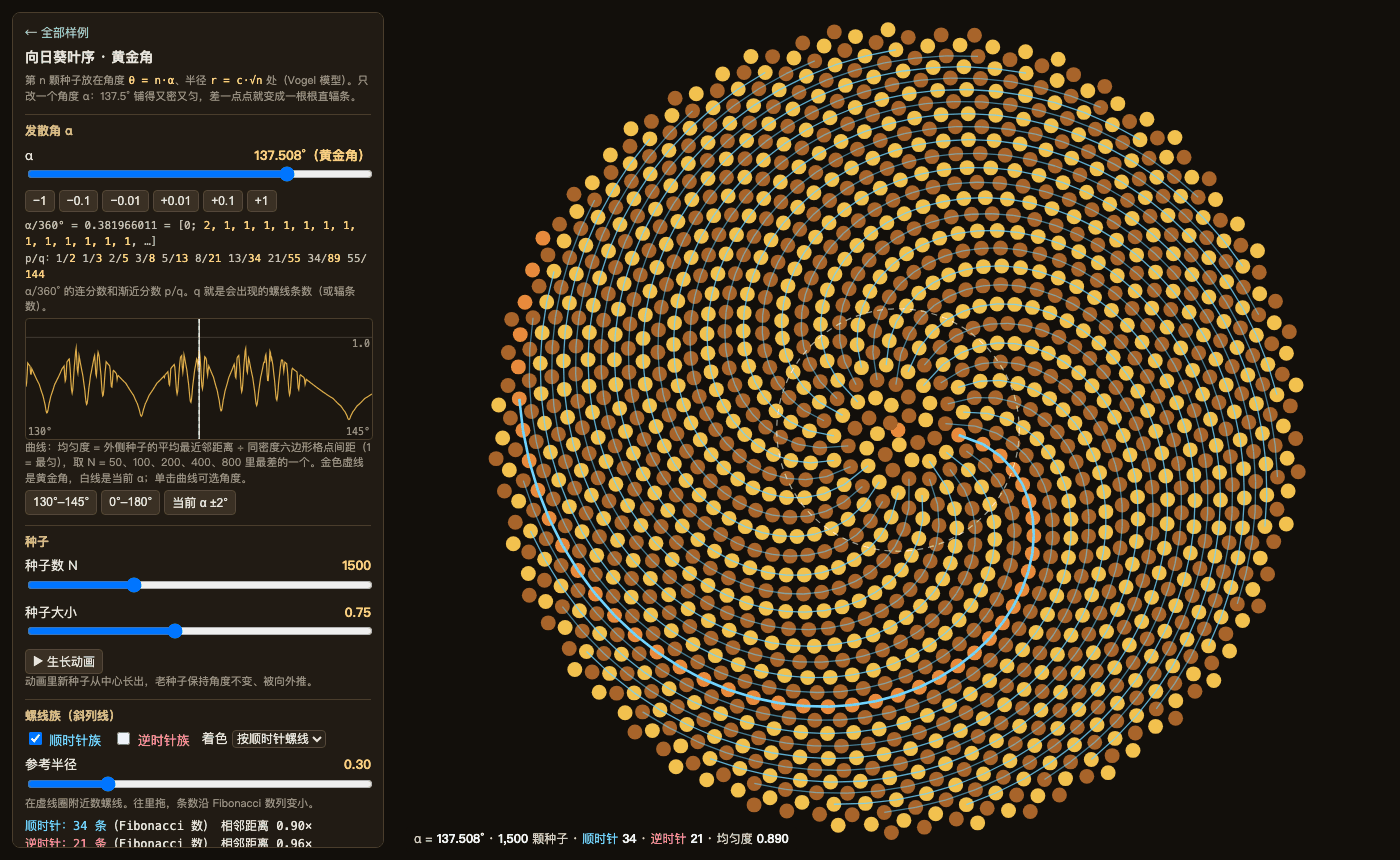 ← 全部样例
向日葵叶序 · 黄金角
第 n 颗种子放在角度 θ = n·α、半径 r = c·√n 处（Vogel 模型）。只
改一个角度 α：137.5° 铺得又密又匀，差一点点就变成一根根直辐条。
发散角 α
α 137.508°（黄金角）
−1 −0.1 −0.01 +0.01 +0.1 +1
α/360° = 0.381966011 = [0; 2, 1, 1, 1, 1, 1, 1, 1,
1, 1, 1, 1, 1, 1, …]
p/q: 1/2 1/3 2/5 3/8 5/13 8/21 13/34 21/55 34/89 55/
144
α/360° 的连分数和渐近分数 p/q。q 就是会出现的螺线条数（或辐条
数）。
1.0
130° 145°
曲线：均匀度 = 外侧种子的平均最近邻距离 ÷ 同密度六边形格点间距（1
= 最匀），取 N = 50、100、200、400、800 里最差的一个。金色虚线
是黄金角，白线是当前 α；单击曲线可选角度。
130°–145° 0°–180° 当前 α ±2°
种子
种子数 N 1500
种子大小 0.75
▶ 生长动画
动画里新种子从中心长出，老种子保持角度不变、被向外推。
螺线族（斜列线）
顺时针族 逆时针族 着色 按顺时针螺线
参考半径 0.30
在虚线圈附近数螺线。往里拖，条数沿 Fibonacci 数列变小。
顺时针: 34 条 (Fibonacci 数) 相邻距离 0.90×
逆时针: 21 条 (Fibonacci 数) 相邻距离 0.96×
α = 137.508° · 1,500 颗种子 · 顺时针 34 · 逆时针 21 · 均匀度 0.890